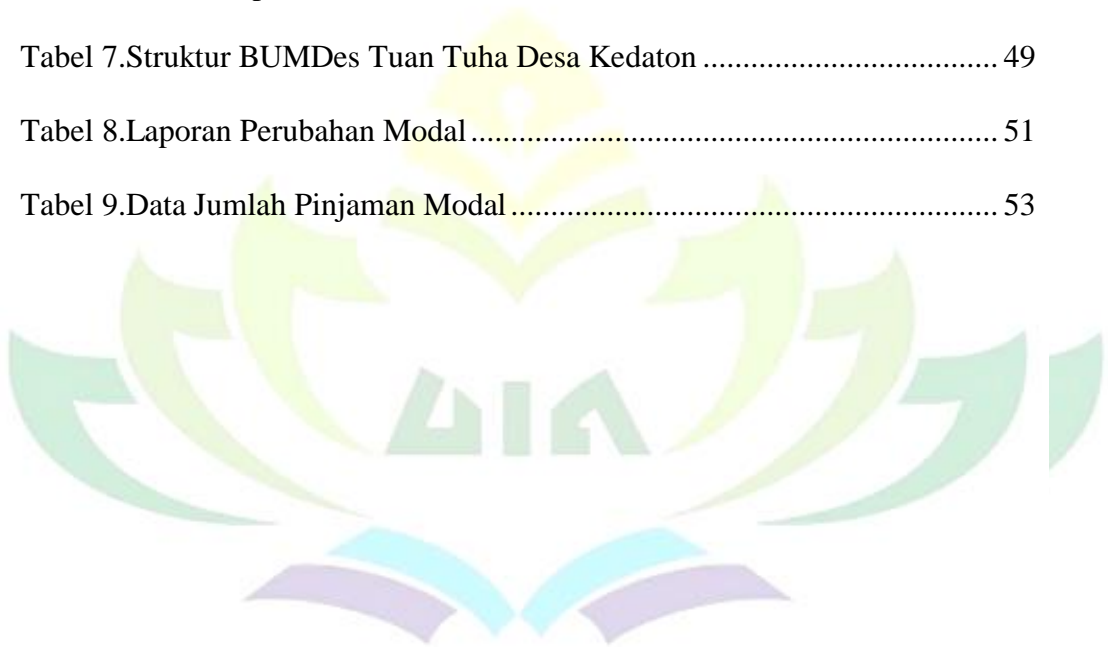 Tabel 7.Struktur BUMDes Tuan Tuha Desa Kedaton ..................................... 49
Tabel 8.Laporan Perubahan Modal .................................................................. 51
Tabel 9.Data Jumlah Pinjaman Modal ............................................................. 53
UIN